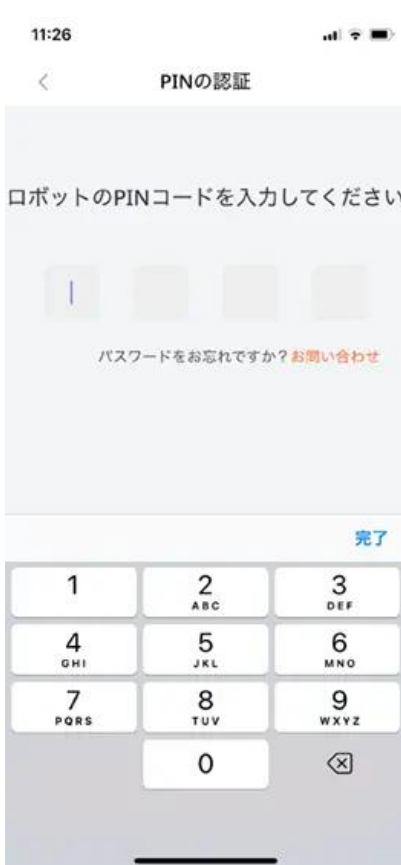 11:26
PINの認証
ロボットのPINコードを入力してください
パスワードをお忘れですか？お問い合わせ
完了
1
2
ABC
3
DEF
4
GHI
5
JKL
6
MNO
7
PQRS
8
TUV
9
WXYZ
0